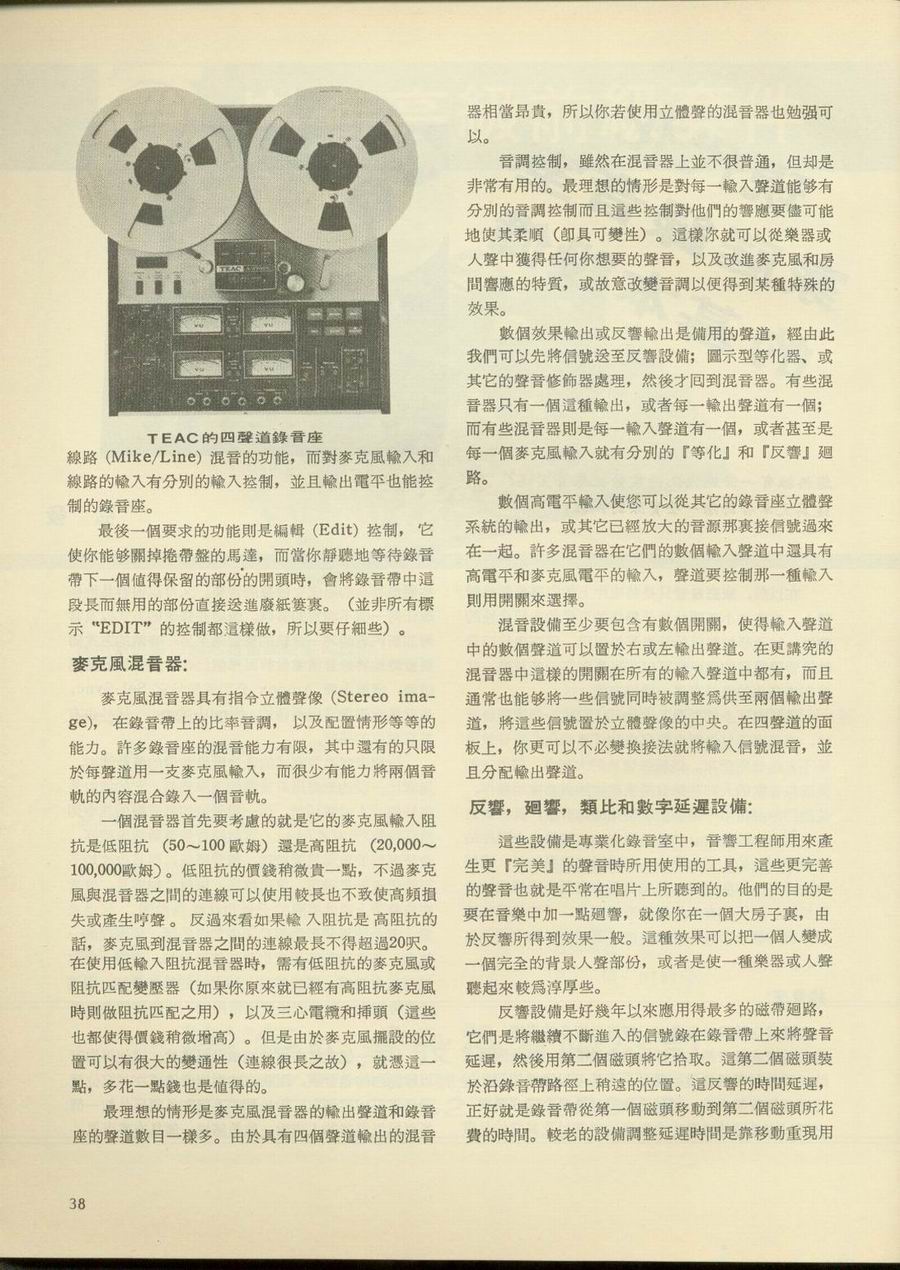 TEAC
VU
VU
VU
VU
TEAC的四聲道錄音座
線路 (Mike/Line) 混音的功能，而對麥克風輸入和
線路的輸入有分別的輸入控制，並且輸出電平也能控
制的錄音座。
最後一個要求的功能則是編輯 (Edit) 控制， 它
使你能够關掉捲帶盤的馬達，而當你靜聽地等待錄音
帶下一個値得保留的部份的開頭時，會將錄音帶中這
段長而無用的部份直接送進廢紙簍裏。（並非所有標
示 “EDIT” 的控制都這樣做，所以要仔細些）。
麥克風混音器:
麥克風混音器具有指令立體聲像 (Stereo ima-
ge)， 在錄音帶上的比率音調， 以及配置情形等等的
能力。許多錄音座的混音能力有限，其中還有的只限
於每聲道用一支麥克風輸入，而很少有能力將兩個音
軌的內容混合錄入一個音軌。
一個混音器首先要考慮的就是它的麥克風輸入阻
抗是低阻抗 (50～100 歐姆) 還是高阻抗 (20,000～
100,000歐姆)。低阻抗的價錢稍微貴一點，不過麥克
風與混音器之間的連線可以使用較長也不致使高頻損
失或產生哼聲 。 反過來看如果輸 入阻抗是 高阻抗的
話，麥克風到混音器之間的連線最長不得超過20呎。
在使用低輸入阻抗混音器時，需有低阻抗的麥克風或
阻抗匹配變壓器（如果你原來就已經有高阻抗麥克風
時則做阻抗匹配之用），以及三心電纜和揷頭（這些
也都使得價錢稍微增高）。但是由於麥克風擺設的位
置可以有很大的變通性（連線很長之故），就憑這一
點，多花一點錢也是値得的。
最理想的情形是麥克風混音器的輸出聲道和錄音
座的聲道數目一樣多。由於具有四個聲道輸出的混音
器相當昂貴，所以你若使用立體聲的混音器也勉强可
以。
音調控制，雖然在混音器上並不很普通，但却是
非常有用的。最理想的情形是對每一輸入聲道能够有
分別的音調控制而且這些控制對他們的響應要儘可能
地使其柔順（卽具可變性）。這樣你就可以從樂器或
人聲中獲得任何你想要的聲音，以及改進麥克風和房
間響應的特質，或故意改變音調以便得到某種特殊的
效果。
數個效果輸出或反響輸出是備用的聲道，經由此
我們可以先將信號送至反響設備；圖示型等化器、或
其它的聲音修飾器處理，然後才回到混音器。有些混
音器只有一個這種輸出，或者每一輸出聲道有一個；
而有些混音器則是每一輸入聲道有一個，或者甚至是
每一個麥克風輸入就有分別的『等化』和『反響』廻
路。
數個高電平輸入使您可以從其它的錄音座立體聲
系統的輸出，或其它已經放大的音源那裏接信號過來
在一起。許多混音器在它們的數個輸入聲道中還具有
高電平和麥克風電平的輸入，聲道要控制那一種輸入
則用開關來選擇。
混音設備至少要包含有數個開關，使得輸入聲道
中的數個聲道可以置於右或左輸出聲道。在更講究的
混音器中這樣的開關在所有的輸入聲道中都有，而且
通常也能够將一些信號同時被調整爲供至兩個輸出聲
道，將這些信號置於立體聲像的中央。在四聲道的面
板上，你更可以不必變換接法就將輸入信號混音，並
且分配輸出聲道。
反響，廻響，類比和數字延遲設備:
這些設備是專業化錄音室中，音響工程師用來產
生更『完美』的聲音時所用使用的工具，這些更完善
的聲音也就是平常在唱片上所聽到的。他們的目的是
要在音樂中加一點廻響，就像你在一個大房子裏，由
於反響所得到效果一般。這種效果可以把一個人變成
一個完全的背景人聲部份，或者是使一種樂器或人聲
聽起來較爲淳厚些。
反響設備是好幾年以來應用得最多的磁帶廻路，
它們是將繼續不斷進入的信號錄在錄音帶上來將聲音
延遲，然後用第二個磁頭將它拾取。這第二個磁頭裝
於沿錄音帶路徑上稍遠的位置。這反響的時間延遲，
正好就是錄音帶從第一個磁頭移動到第二個磁頭所花
費的時間。較老的設備調整延遲時間是靠移動重現用
38